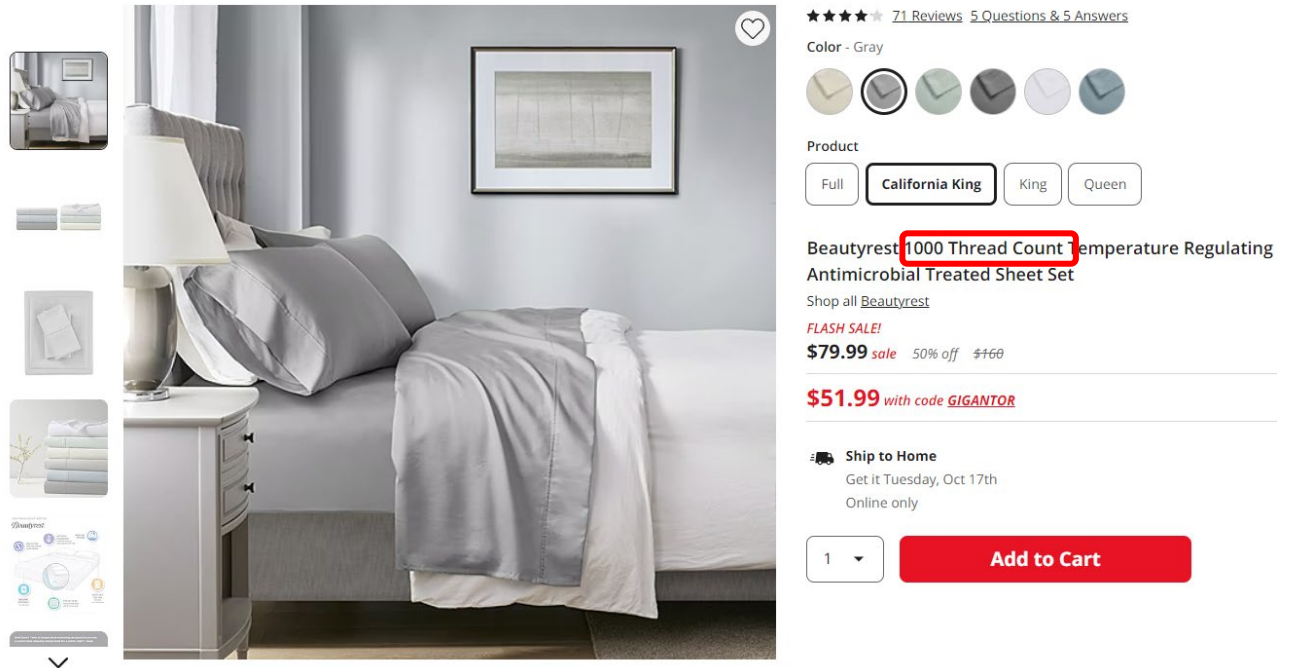 71 Reviews 5 Questions & 5 Answers
Color - Gray
Product
Full California King King Queen
Beautyrest 1000 Thread Count Temperature Regulating
Antimicrobial Treated Sheet Set
Shop all Beautyrest
FLASH SALE!
$79.99 sale 50% off $160
$51.99 with code GIGANTOR
Ship to Home
Get it Tuesday, Oct 17th
Online only
1 Add to Cart
Beautyrest